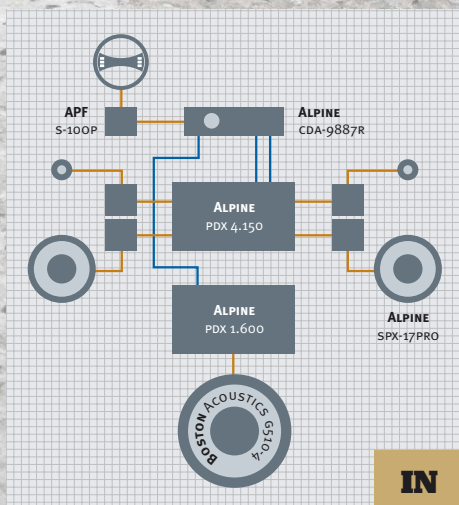 APF
S-100P
Alpine
CDA-9887R
Alpine
PDX 4.150
Alpine
PDX 1.600
Alpine
SPX-17PRO
Boston Acoustics G510-4
IN